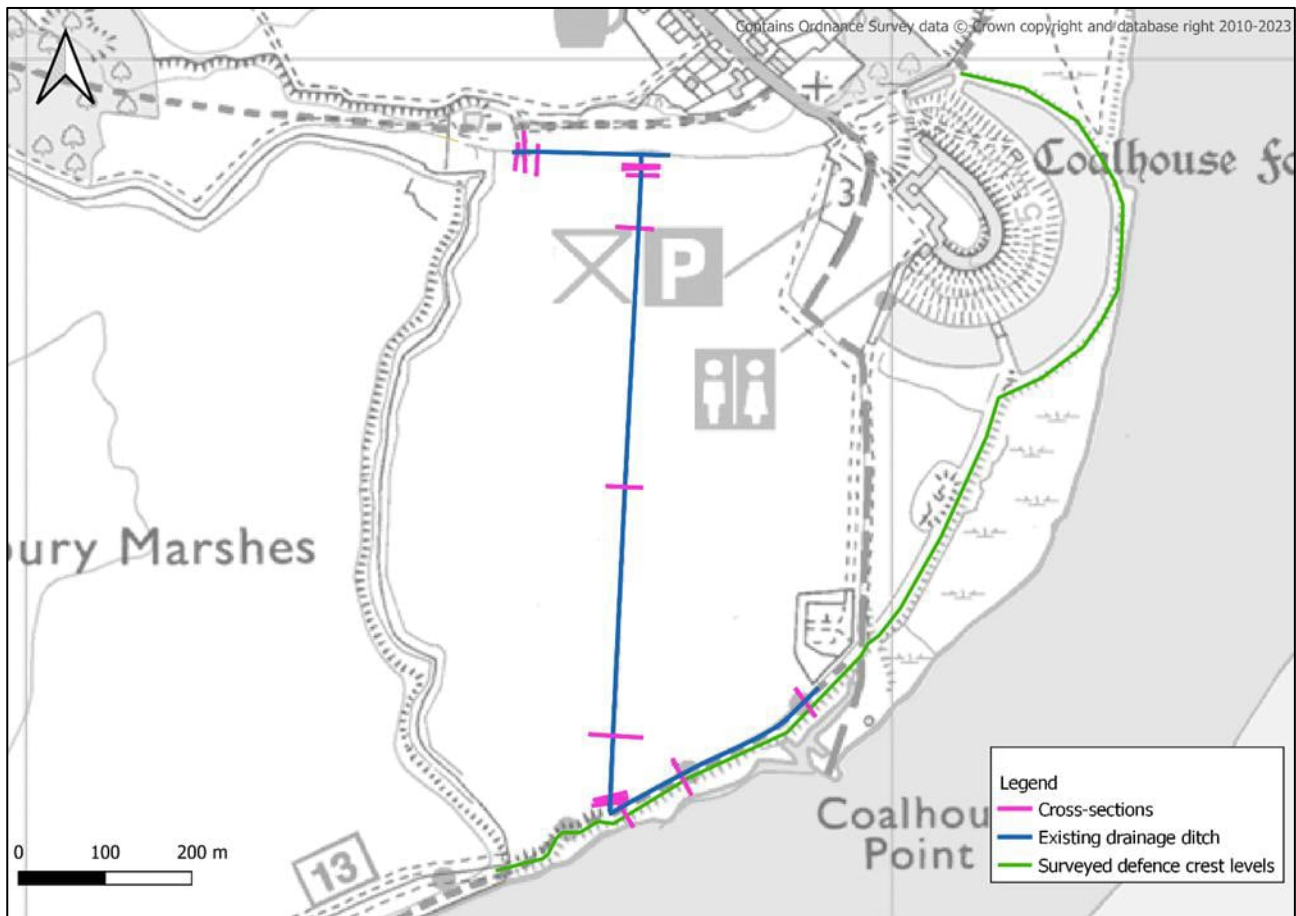 Contains Ordnance Survey data © Crown copyright and database right 2010-2023
Coalhouse Fo
3
P
bury Marshes
Coalhou
Point
13
0 100 200 m
Legend
Cross-sections
Existing drainage ditch
Surveyed defence crest levels